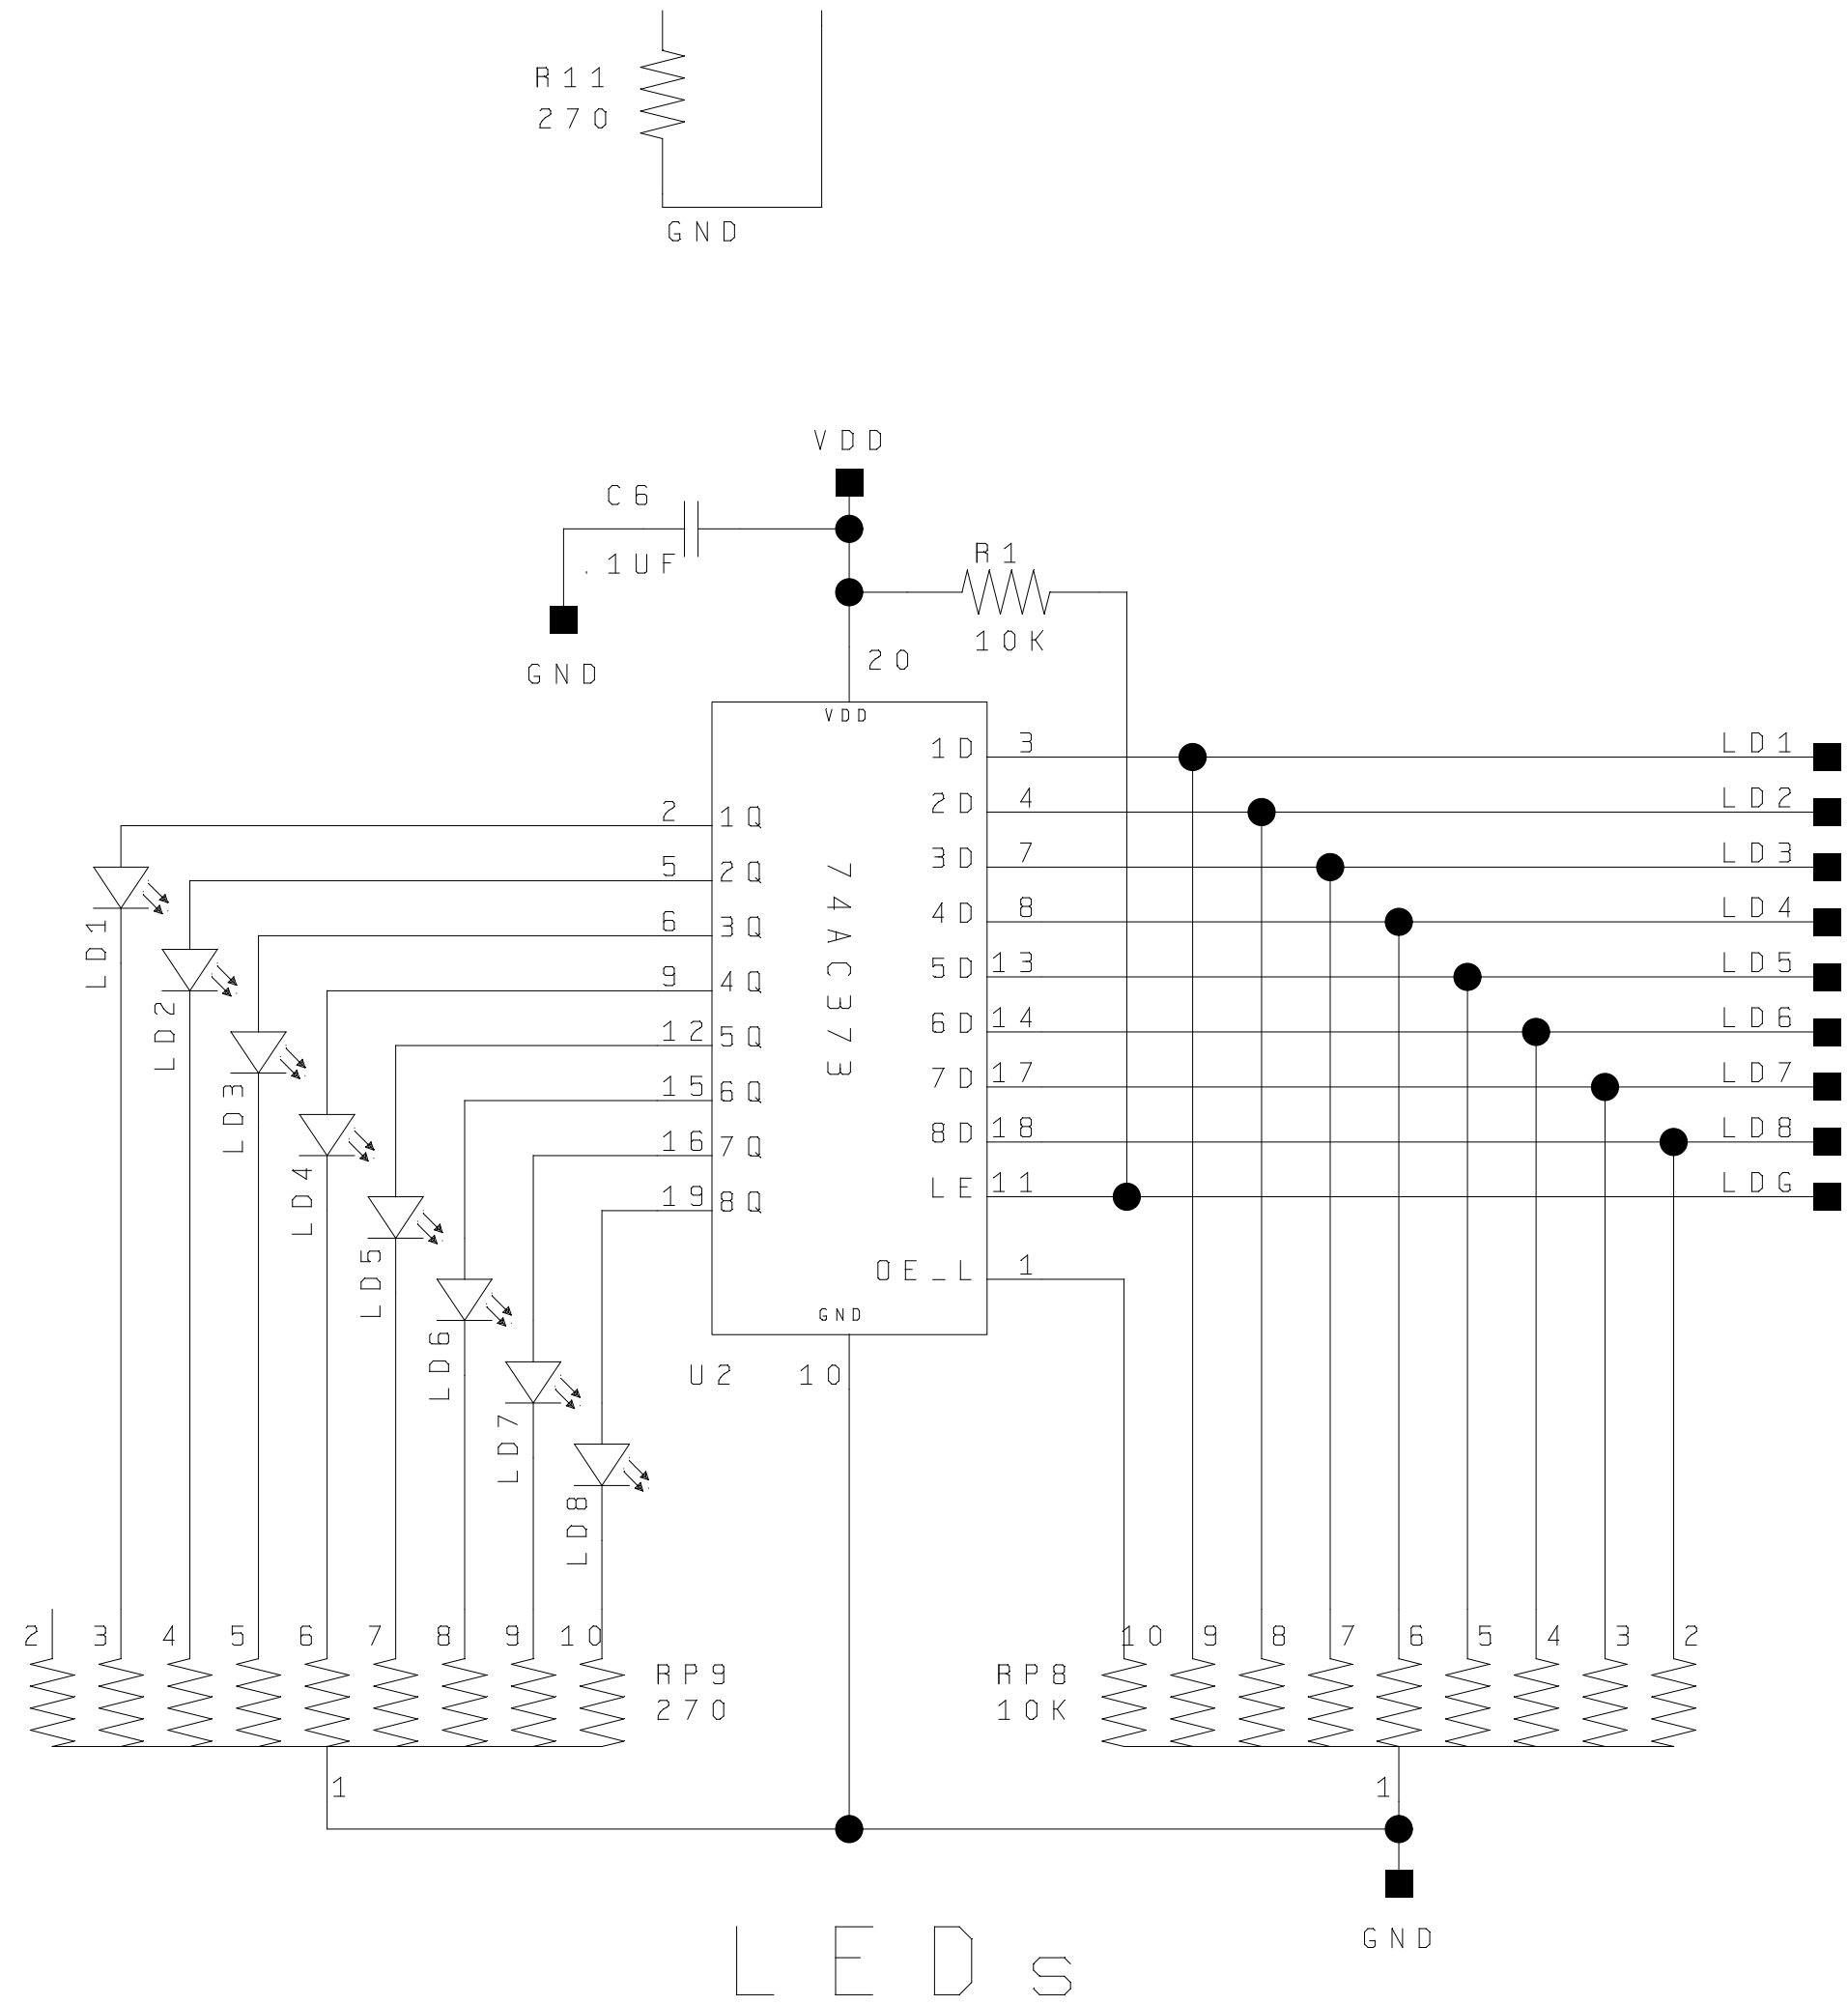 R11
270
GND
VDD
C6
.1UF
R1
10K
GND
20
VDD
1D 3 LD1
2D 4 LD2
2 1Q
3D 7 LD3
5 2Q
4D 8 LD4
6 3Q
5D 13 LD5
9 4Q
6D 14 LD6
12 5Q
7D 17 LD7
15 6Q
8D 18 LD8
16 7Q
LE 11 LDG
19 8Q
OE_L 1
74AC373
GND
U2 10
LD1
LD2
LD3
LD4
LD5
LD6
LD7
LD8
2 3 4 5 6 7 8 9 10
RP9
270
10 9 8 7 6 5 4 3 2
RP8
10K
1
1
GND
LEDs